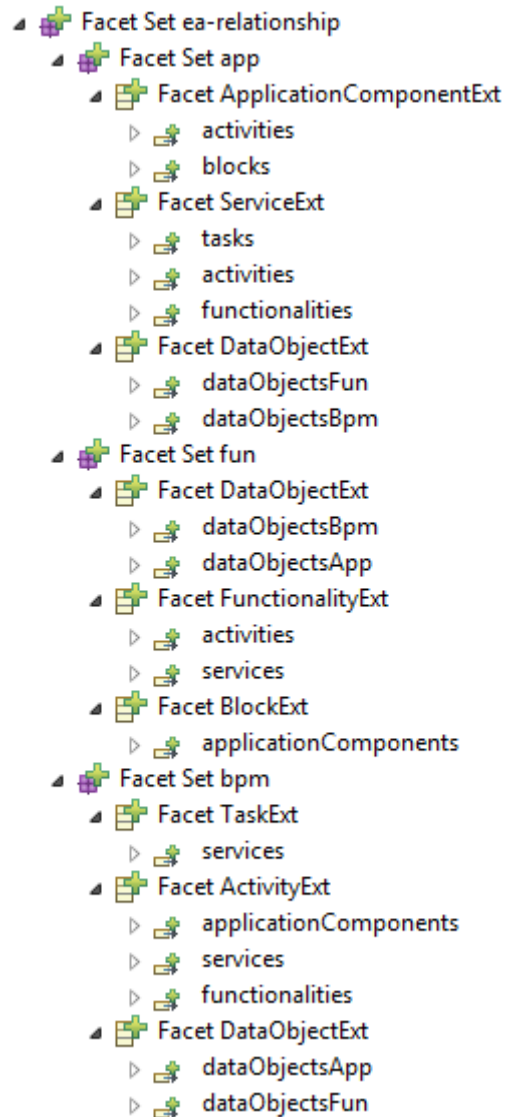 Facet Set ea-relationship
Facet Set app
Facet ApplicationComponentExt
activities
blocks
Facet ServiceExt
tasks
activities
functionalities
Facet DataObjectExt
dataObjectsFun
dataObjectsBpm
Facet Set fun
Facet DataObjectExt
dataObjectsBpm
dataObjectsApp
Facet FunctionalityExt
activities
services
Facet BlockExt
applicationComponents
Facet Set bpm
Facet TaskExt
services
Facet ActivityExt
applicationComponents
services
functionalities
Facet DataObjectExt
dataObjectsApp
dataObjectsFun